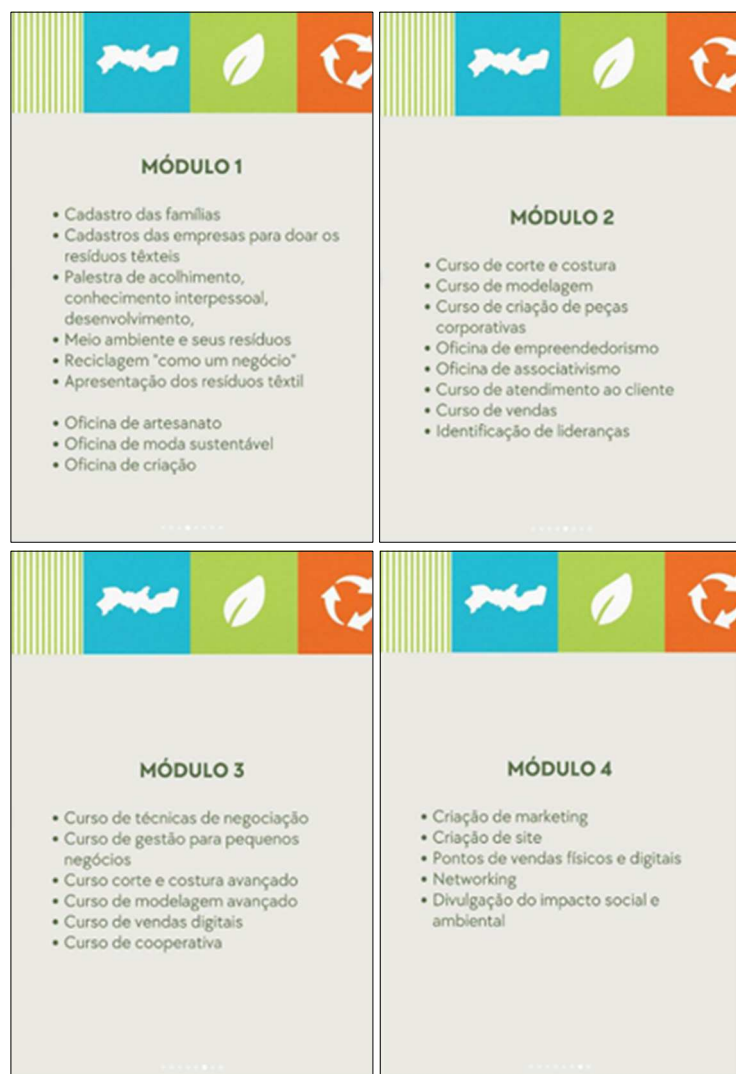 MÓDULO 1
• Cadastro das famílias
• Cadastros das empresas para doar os
resíduos têxteis
• Palestra de acolhimento,
conhecimento interpessoal,
desenvolvimento,
• Meio ambiente e seus resíduos
• Reciclagem "como um negócio"
• Apresentação dos resíduos têxtil
• Oficina de artesanato
• Oficina de moda sustentável
• Oficina de criação
MÓDULO 2
• Curso de corte e costura
• Curso de modelagem
• Curso de criação de peças
corporativas
• Oficina de empreendedorismo
• Oficina de associativismo
• Curso de atendimento ao cliente
• Curso de vendas
• Identificação de lideranças
MÓDULO 3
• Curso de técnicas de negociação
• Curso de gestão para pequenos
negócios
• Curso corte e costura avançado
• Curso de modelagem avançado
• Curso de vendas digitais
• Curso de cooperativa
MÓDULO 4
• Criação de marketing
• Criação de site
• Pontos de vendas físicos e digitais
• Networking
• Divulgação do impacto social e
ambiental